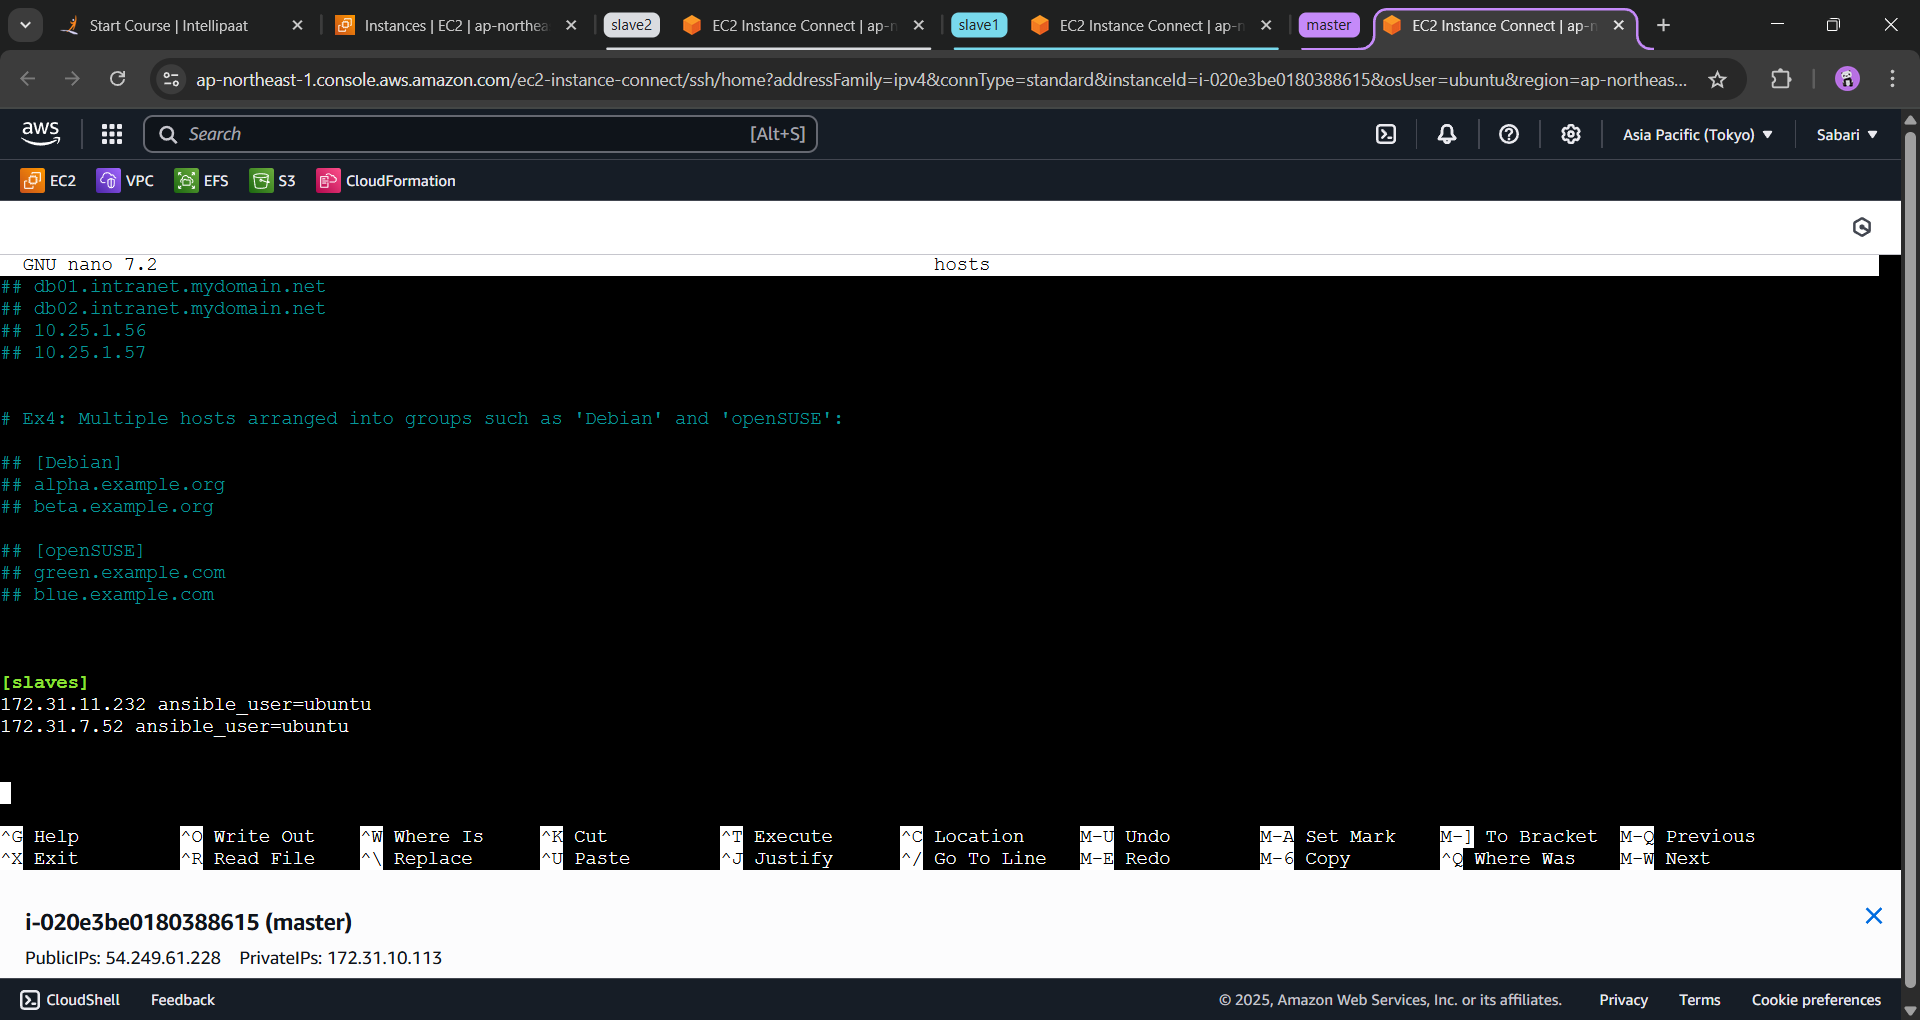 Start Course | Intellipaat
Instances | EC2 | ap-northea
slave2
EC2 Instance Connect | ap-n
slave1
EC2 Instance Connect | ap-n
master
EC2 Instance Connect | ap-n
ap-northeast-1.console.aws.amazon.com/ec2-instance-connect/ssh/home?addressFamily=ipv4&connType=standard&instanceId=i-020e3be0180388615&osUser=ubuntu&region=ap-northeas...
aws
Search
[Alt+S]
Asia Pacific (Tokyo)
Sabari
EC2
VPC
EFS
S3
CloudFormation
GNU nano 7.2 hosts
## db01.intranet.mydomain.net
## db02.intranet.mydomain.net
## 10.25.1.56
## 10.25.1.57
# Ex4: Multiple hosts arranged into groups such as 'Debian' and 'openSUSE':
## [Debian]
## alpha.example.org
## beta.example.org
## [openSUSE]
## green.example.com
## blue.example.com
[slaves]
172.31.11.232 ansible_user=ubuntu
172.31.7.52 ansible_user=ubuntu
^G Help ^O Write Out ^W Where Is ^K Cut ^T Execute ^C Location M-U Undo M-A Set Mark M-] To Bracket M-Q Previous
^X Exit ^R Read File ^\ Replace ^U Paste ^J Justify ^/ Go To Line M-E Redo M-6 Copy ^Q Where Was M-W Next
i-020e3be0180388615 (master)
PublicIPs: 54.249.61.228 PrivateIPs: 172.31.10.113
CloudShell
Feedback
© 2025, Amazon Web Services, Inc. or its affiliates.
Privacy
Terms
Cookie preferences